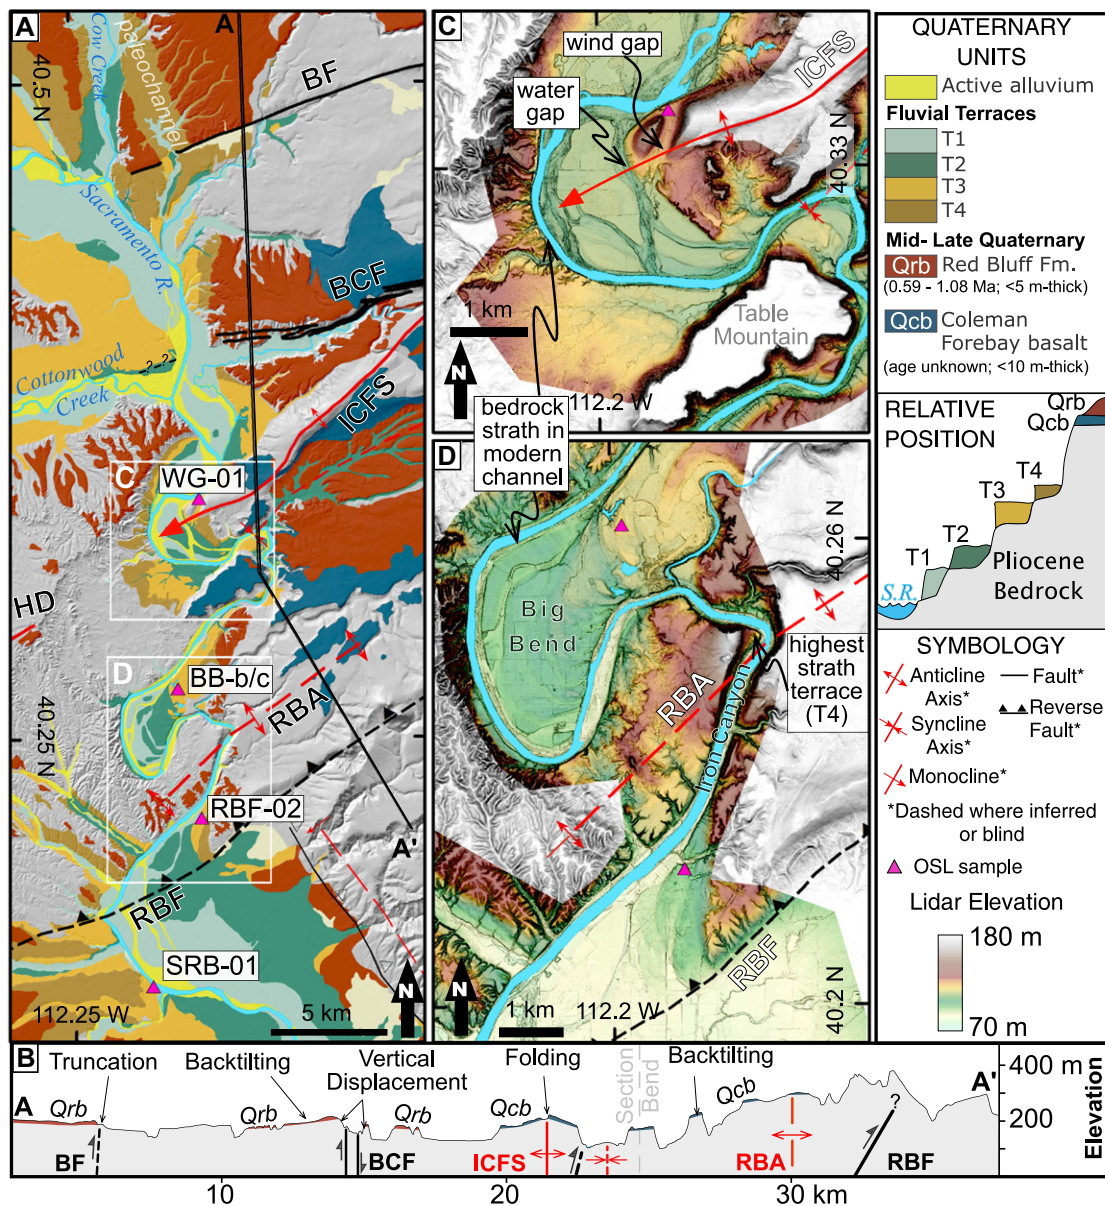 A
A
40.5 N
Cow Creek
paleochannel
BF
Sacramento R.
BCF
-?-?-
Cottonwood
Creek
ICFS
C
WG-01
HD
D
BB-b/c
RBA
40.25 N
RBF-02
A'
RBF
SRB-01
N
112.25 W
5 km
C
wind gap
ICFS
water
gap
40.33 N
1 km
Table
Mountain
N
112.2 W
bedrock
strath in
modern
channel
D
40.26 N
Big
Bend
highest
strath
terrace
(T4)
RBA
Iron Canyon
RBF
N
1 km
112.2 W
40.2 N
QUATERNARY
UNITS
Active alluvium
Fluvial Terraces
T1
T2
T3
T4
Mid- Late Quaternary
Qrb Red Bluff Fm.
(0.59 - 1.08 Ma; <5 m-thick)
Qcb Coleman
Forebay basalt
(age unknown; <10 m-thick)
RELATIVE
POSITION
Qrb
Qcb
T4
T3
T2
T1
S.R.
Pliocene
Bedrock
SYMBOLOGY
Anticline
Axis*
Fault*
Syncline
Axis*
Reverse
Fault*
Monocline*
*Dashed where inferred
or blind
OSL sample
Lidar Elevation
180 m
70 m
B
Truncation
Backtilting
Vertical
Displacement
Folding
Section
Bend
Backtilting
A
Qrb
Qrb
Qrb
Qcb
Qcb
?
A'
400 m
200
Elevation
BF
BCF
ICFS
RBA
RBF
10
20
30 km